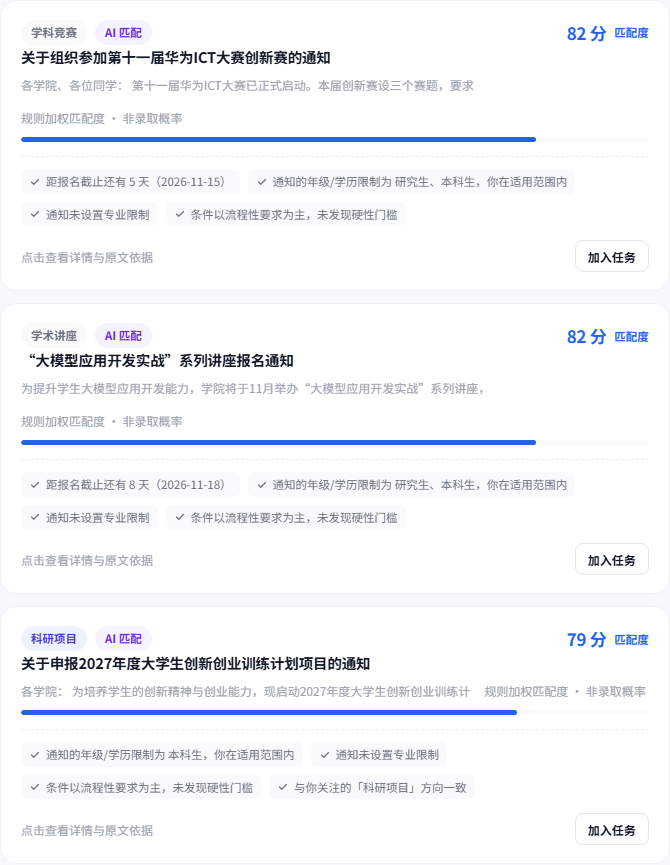 学科竞赛 AI 匹配 82 分 匹配度
关于组织参加第十一届华为ICT大赛创新赛的通知
各学院、各位同学： 第十一届华为ICT大赛已正式启动。本届创新赛设三个赛题，要求
规则加权匹配度 · 非录取概率
距报名截止还有 5 天（2026-11-15） 通知的年级/学历限制为 研究生、本科生，你在适用范围内
通知未设置专业限制 条件以流程性要求为主，未发现硬性门槛
点击查看详情与原文依据 加入任务
学术讲座 AI 匹配 82 分 匹配度
“大模型应用开发实战”系列讲座报名通知
为提升学生大模型应用开发能力，学院将于11月举办“大模型应用开发实战”系列讲座，
规则加权匹配度 · 非录取概率
距报名截止还有 8 天（2026-11-18） 通知的年级/学历限制为 研究生、本科生，你在适用范围内
通知未设置专业限制 条件以流程性要求为主，未发现硬性门槛
点击查看详情与原文依据 加入任务
科研项目 AI 匹配 79 分 匹配度
关于申报2027年度大学生创新创业训练计划项目的通知
各学院： 为培养学生的创新精神与创业能力，现启动2027年度大学生创新创业训练计 规则加权匹配度 · 非录取概率
通知的年级/学历限制为 本科生，你在适用范围内 通知未设置专业限制
条件以流程性要求为主，未发现硬性门槛 与你关注的「科研项目」方向一致
点击查看详情与原文依据 加入任务